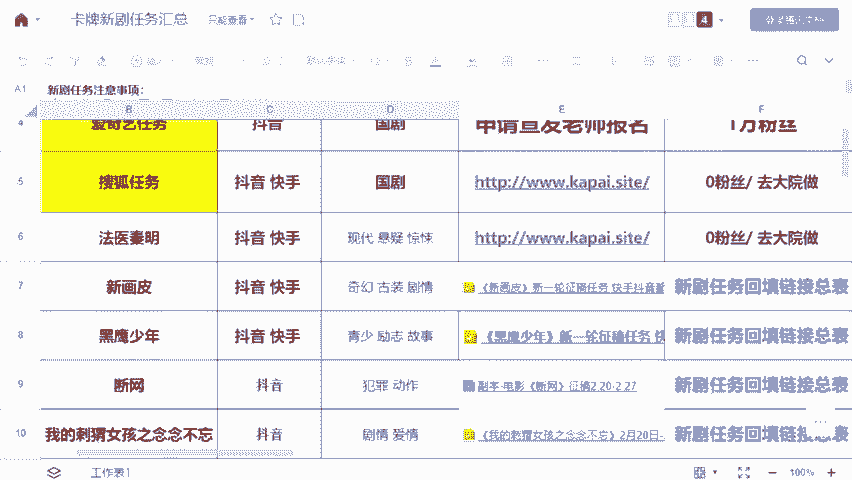 卡牌新剧任务汇总
只能查看
4
A1
新剧任务注意事项:
B C D E F
4 爱奇艺任务 抖音 国剧 申请宣发老师报名 1万粉丝
5 搜狐任务 抖音 快手 国剧 http://www.kapai.site/ 0粉丝/ 去大院做
6 法医秦明 抖音 快手 现代 悬疑 惊悚 http://www.kapai.site/ 0粉丝/ 去大院做
7 新画皮 抖音 快手 奇幻 古装 剧情 《新画皮》新一轮征稿任务 快手抖音 新剧任务回填链接总表
8 黑鹰少年 抖音 快手 青少 励志 故事 《黑鹰少年》新一轮征稿任务 快 新剧任务回填链接总表
9 断网 抖音 犯罪 动作 副本-电影《断网》征稿2.20-2.27 新剧任务回填链接总表
10 我的刺猬女孩之念念不忘 抖音 剧情 爱情 《我的刺猬女孩之念念不忘》2月20日- 新剧任务回填链接总表
工作表1
100%